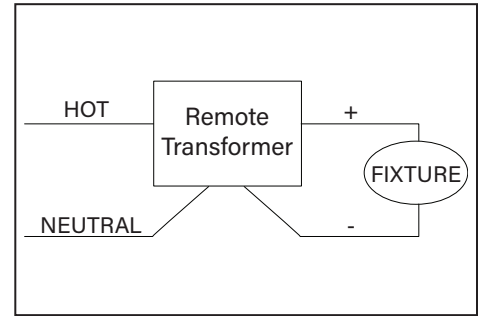 HOT
Remote
Transformer
+
FIXTURE
NEUTRAL
-